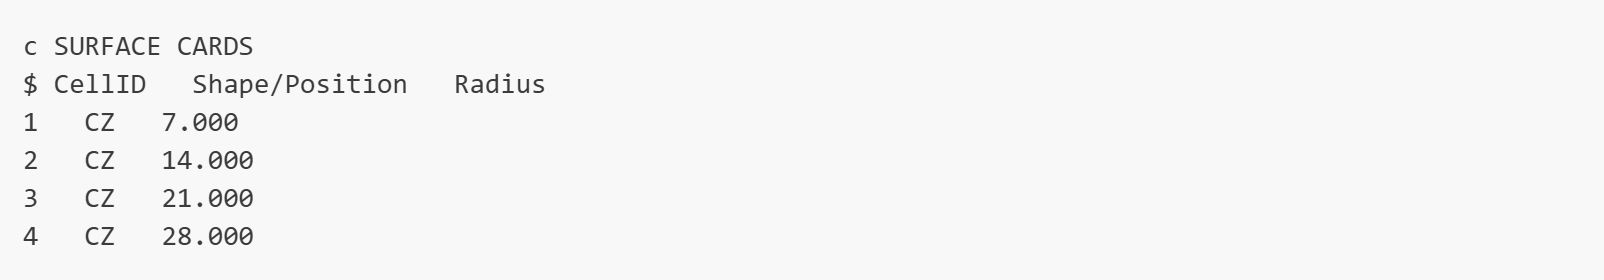 c SURFACE CARDS
$ CellID   Shape/Position   Radius
1   CZ   7.000
2   CZ   14.000
3   CZ   21.000
4   CZ   28.000